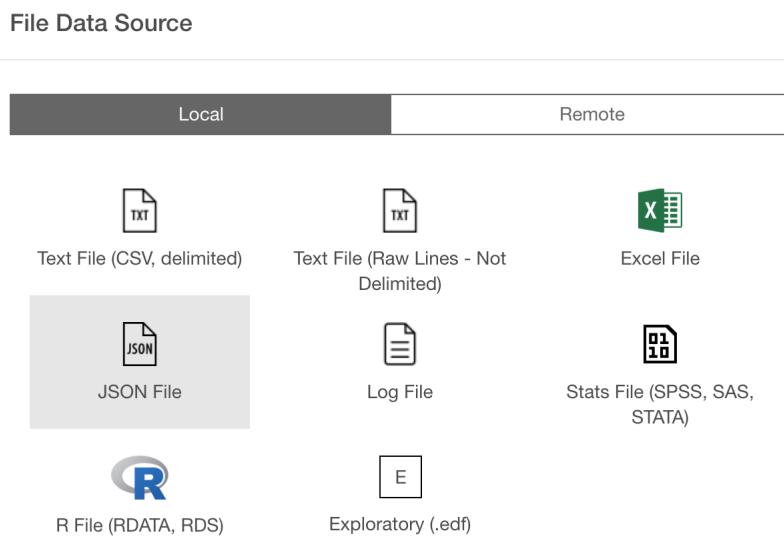 File Data Source
Local
Remote
TXT
TXT
X
Text File (CSV, delimited)
Text File (Raw Lines - Not
Delimited)
Excel File
JSON
01
10
JSON File
Log File
Stats File (SPSS, SAS,
STATA)
R
E
R File (RDATA, RDS)
Exploratory (.edf)